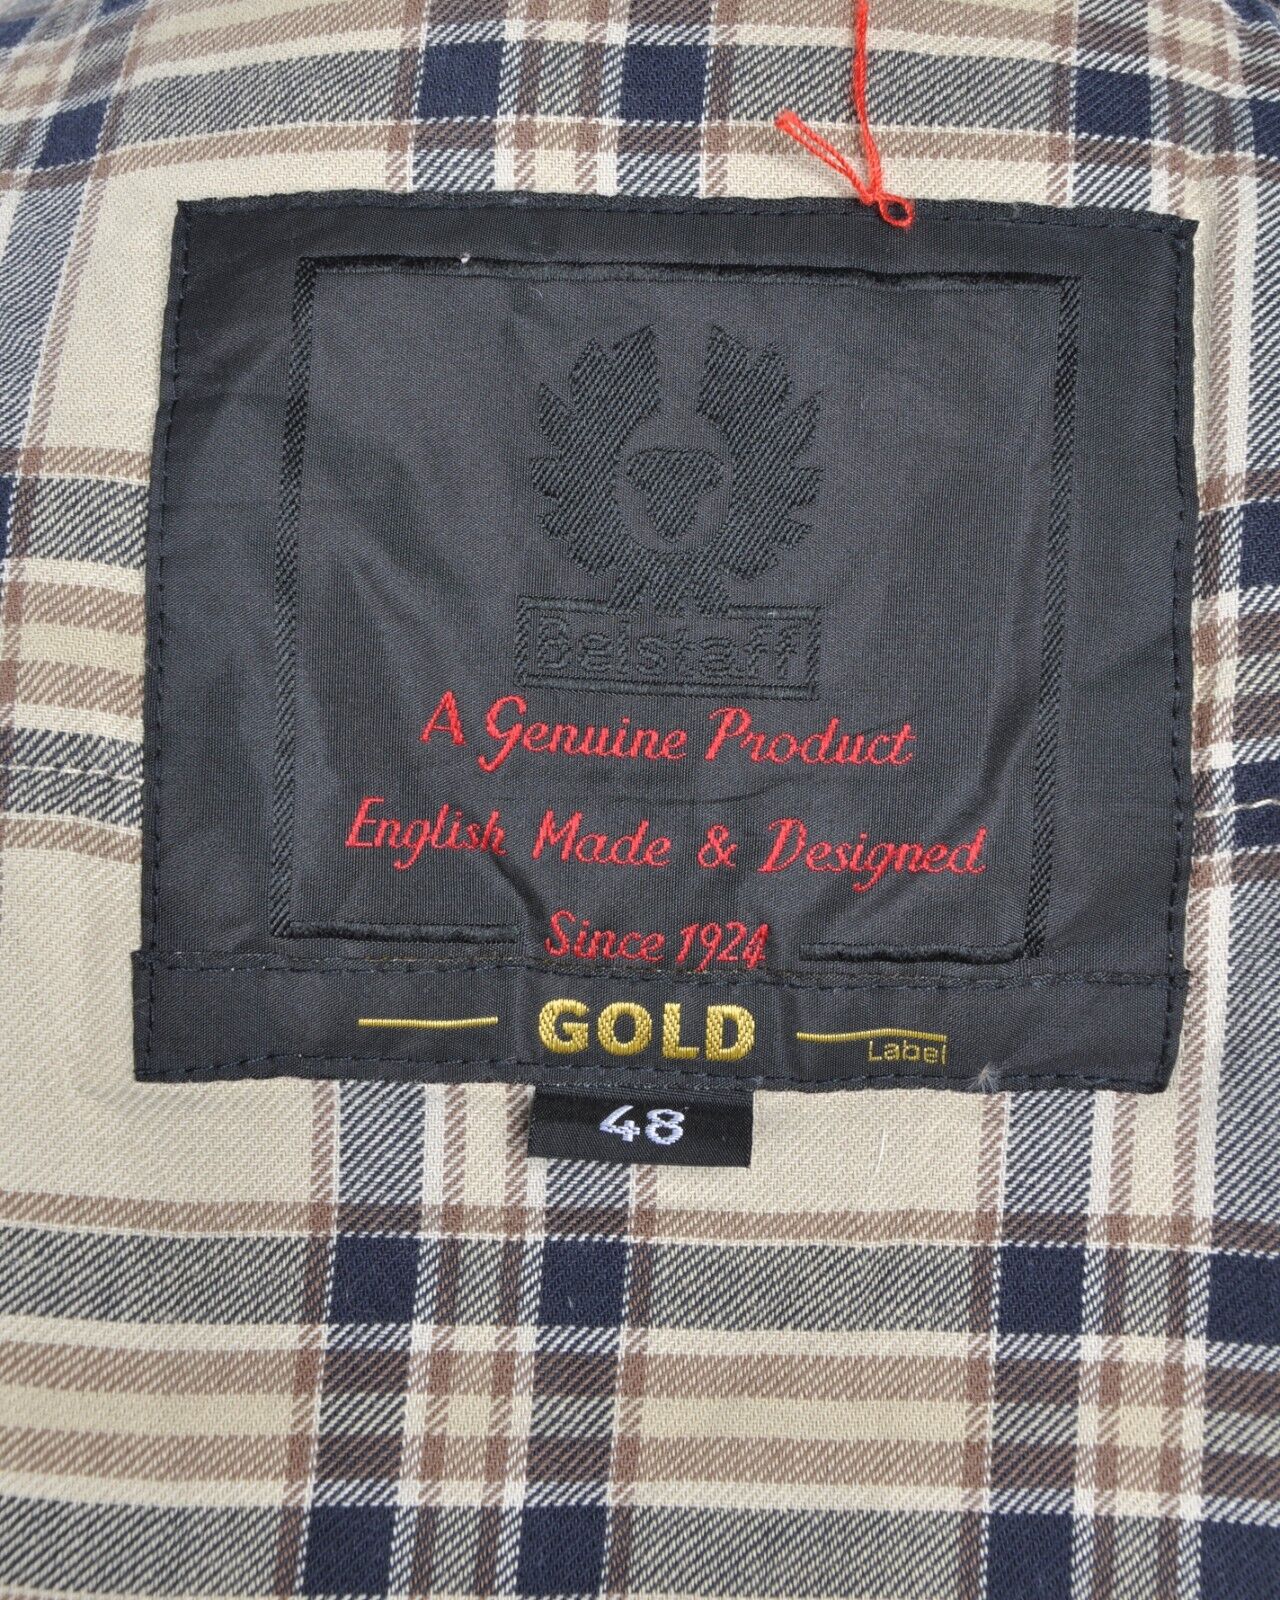 Belstaff
A Genuine Product
English Made & Designed
Since 1924
GOLD
Label
48